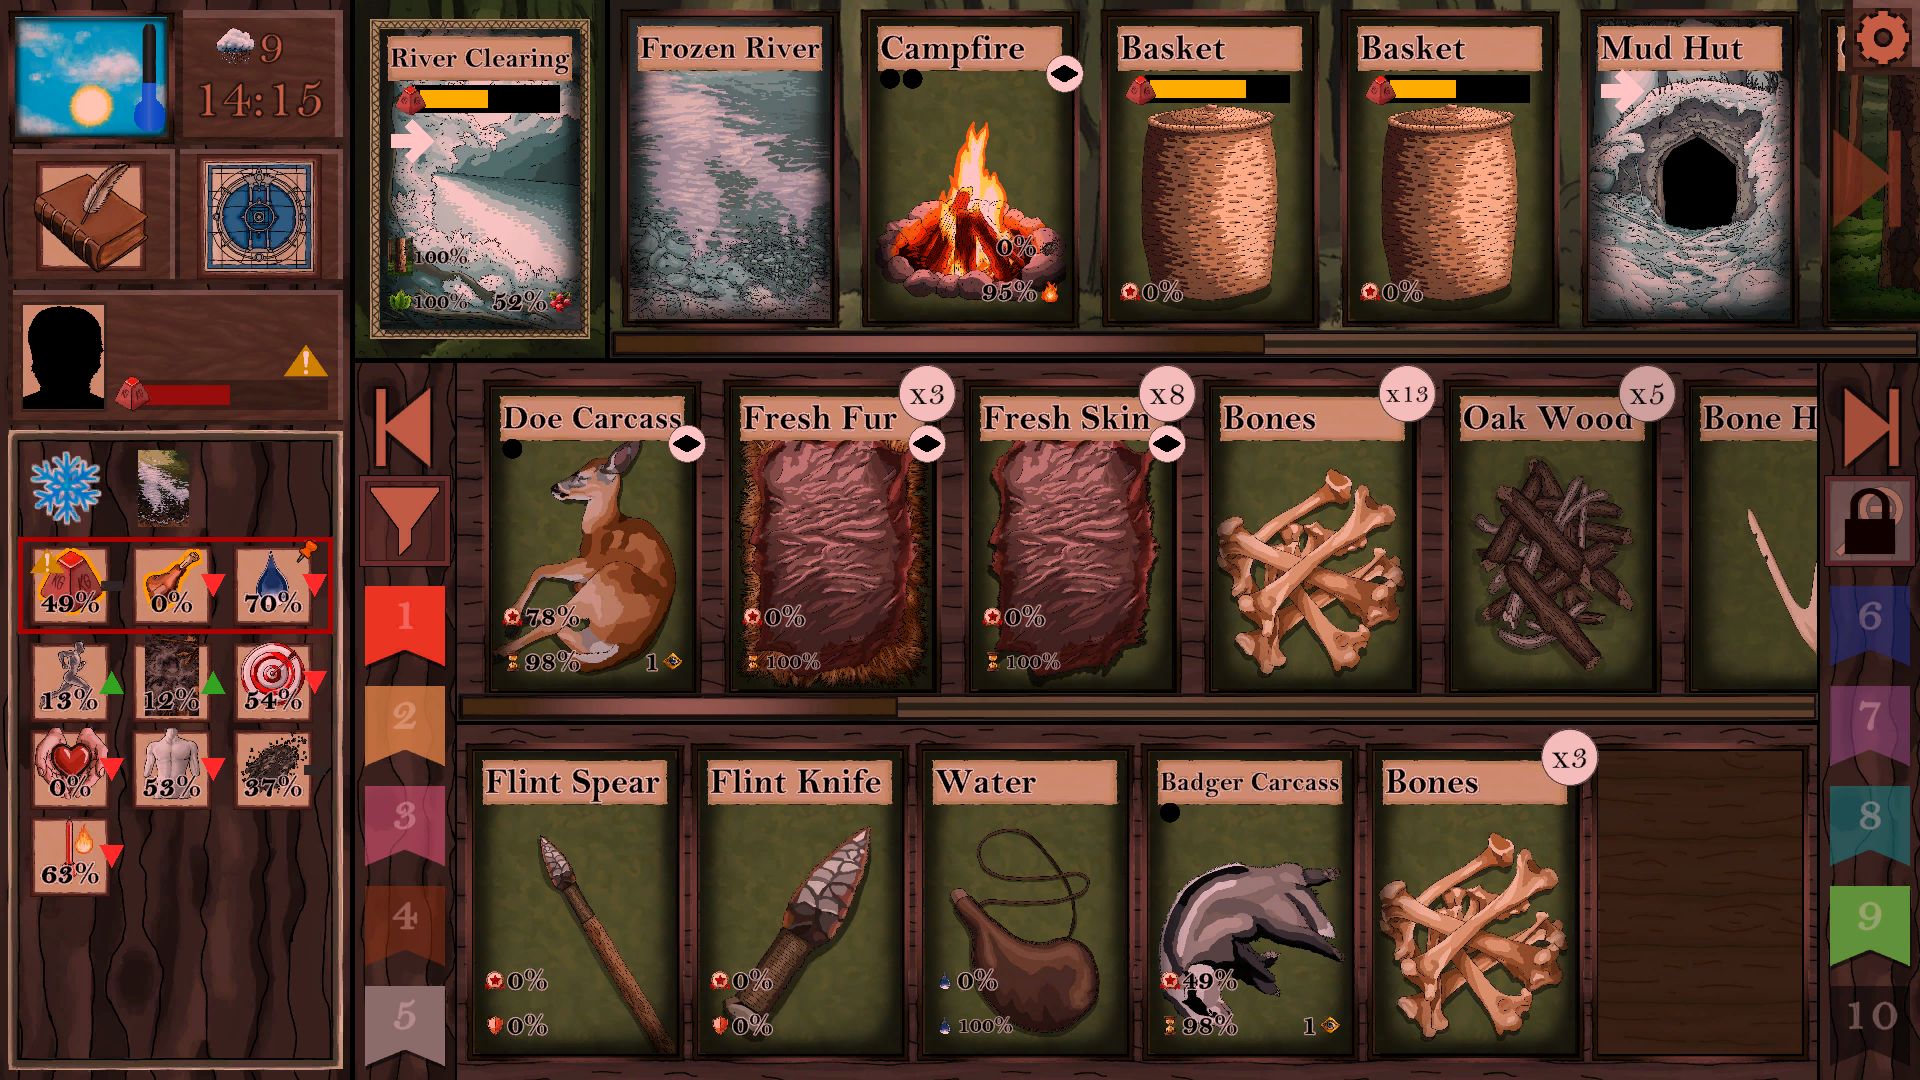 9
14:15
River Clearing
100%
100%
52%
Frozen River
Campfire
0%
95%
Basket
0%
Basket
0%
Mud Hut
49%
0%
70%
13%
12%
54%
0%
53%
37%
63%
1
2
3
4
5
Doe Carcass
78%
98%
1
x3
Fresh Fur
0%
100%
x8
Fresh Skin
0%
100%
x13
Bones
x5
Oak Wood
Bone H
Flint Spear
0%
0%
Flint Knife
0%
0%
Water
0%
100%
Badger Carcass
49%
98%
1
x3
Bones
6
7
8
9
10